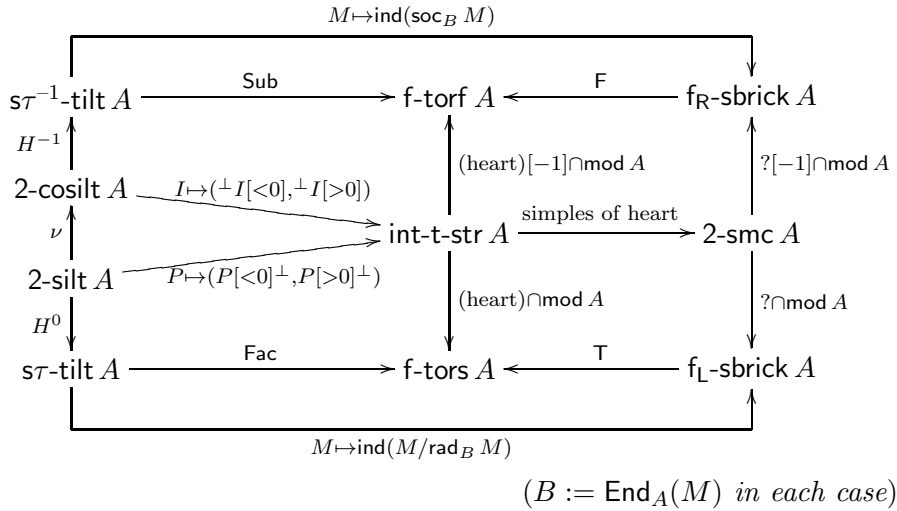 M↦ind(soc_B M)
sτ⁻¹-tilt A Sub f-torf A F f_R-sbrick A
H⁻¹ (heart)[−1]∩mod A ?[−1]∩mod A
2-cosilt A I↦(⊥I[<0],⊥I[>0])
ν int-t-str A simples of heart 2-smc A
2-silt A P↦(P[<0]⊥,P[>0]⊥)
H⁰ (heart)∩mod A ?∩mod A
sτ-tilt A Fac f-tors A T f_L-sbrick A
M↦ind(M/rad_B M)
(B := End_A(M) in each case)